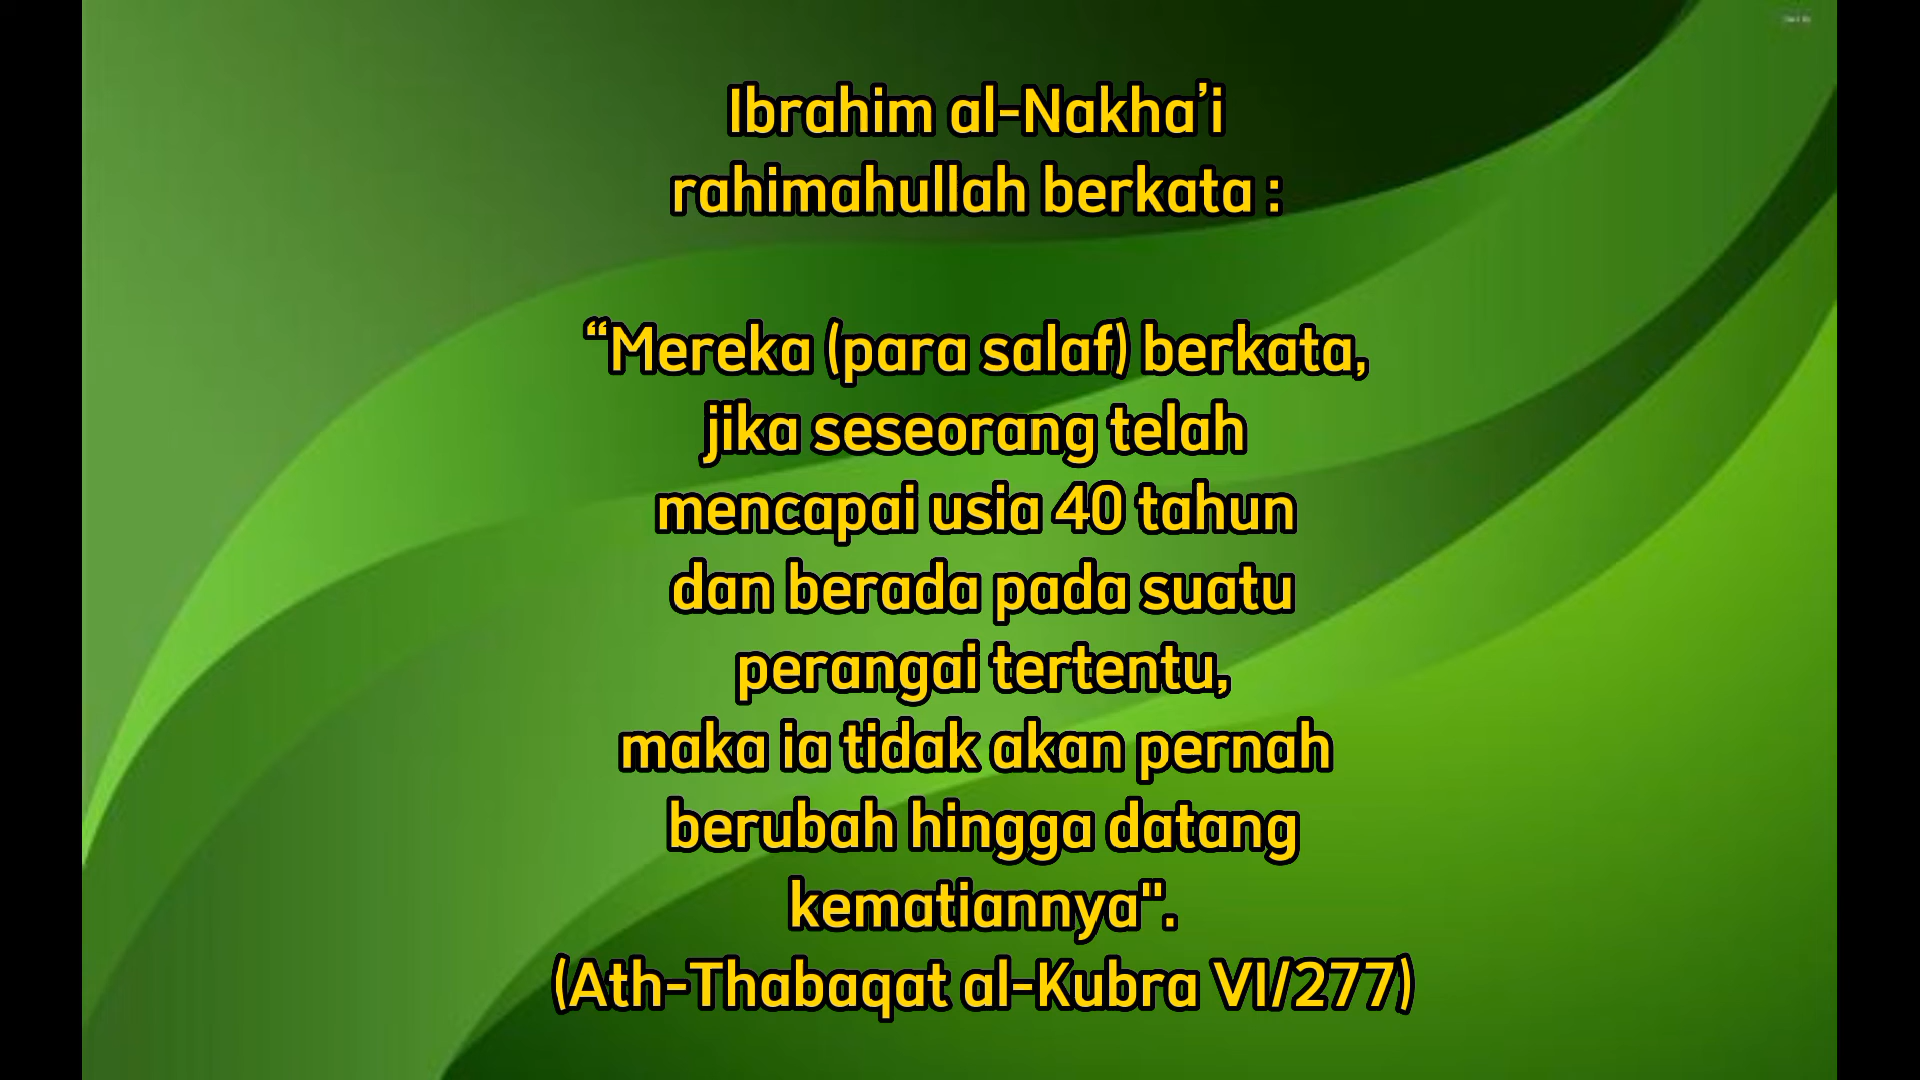 Ibrahim al-Nakha’i
rahimahullah berkata :
“Mereka (para salaf) berkata,
jika seseorang telah
mencapai usia 40 tahun
dan berada pada suatu
perangai tertentu,
maka ia tidak akan pernah
berubah hingga datang
kematiannya".
(Ath-Thabaqat al-Kubra VI/277)